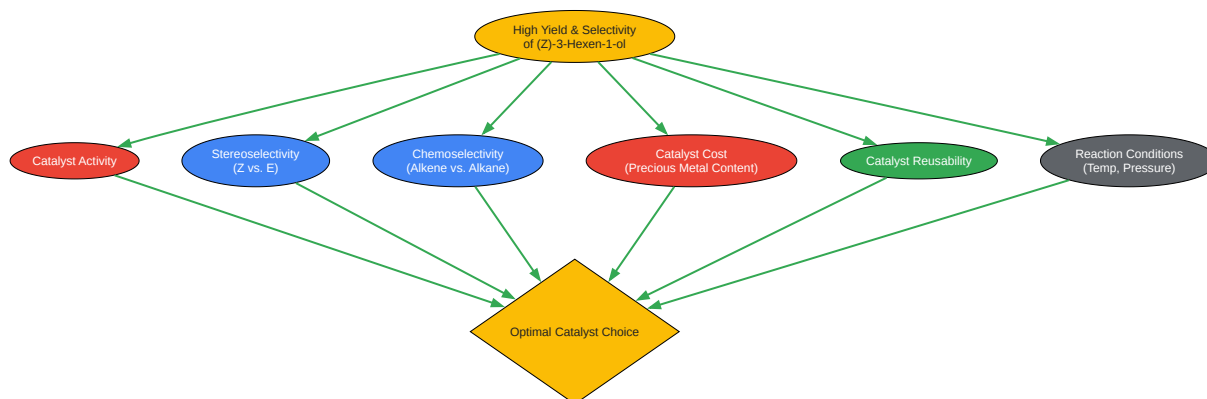 High Yield & Selectivity
of (Z)-3-Hexen-1-ol
Catalyst Activity
Stereoselectivity
(Z vs. E)
Chemoselectivity
(Alkene vs. Alkane)
Catalyst Cost
(Precious Metal Content)
Catalyst Reusability
Reaction Conditions
(Temp, Pressure)
Optimal Catalyst Choice